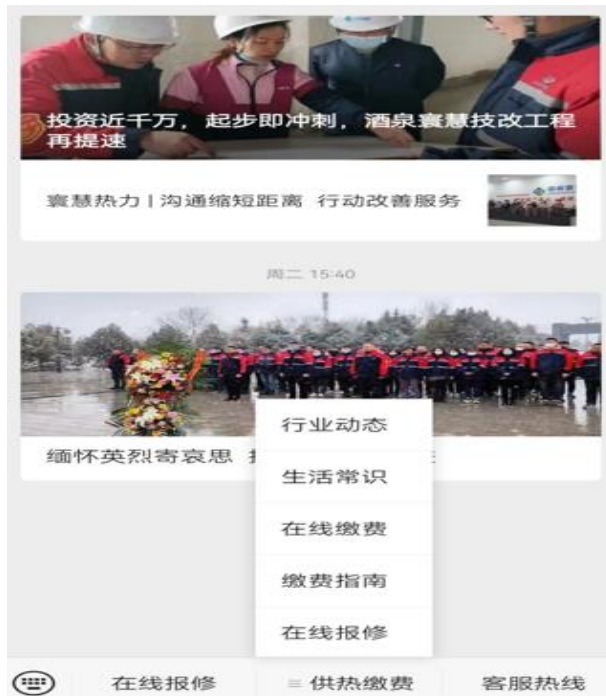 投资近千万，起步即冲刺，酒泉寰慧技改工程
再提速
寰慧热力 | 沟通缩短距离 行动改善服务
周二 15:40
缅怀英烈寄哀思
行业动态
生活常识
在线缴费
缴费指南
在线报修
在线报修
供热缴费
客服热线